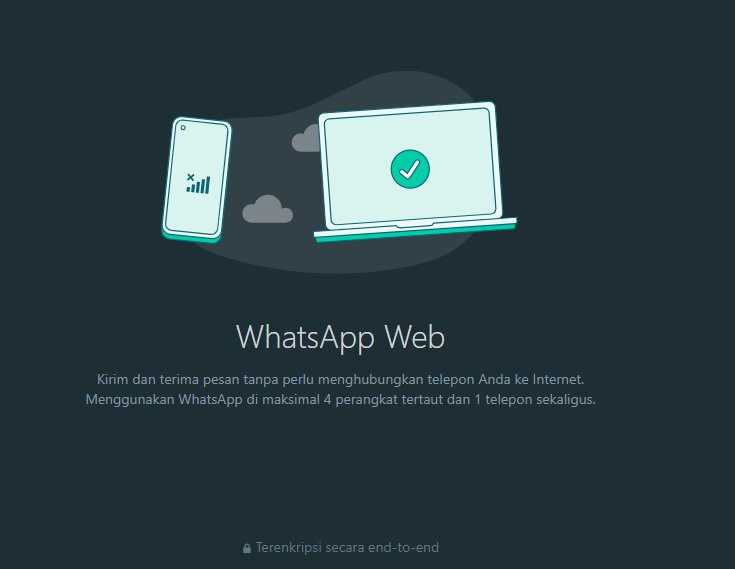 WhatsApp Web
Kirim dan terima pesan tanpa perlu menghubungkan telepon Anda ke Internet.
Menggunakan WhatsApp di maksimal 4 perangkat tertaut dan 1 telepon sekaligus.
Terenkripsi secara end-to-end